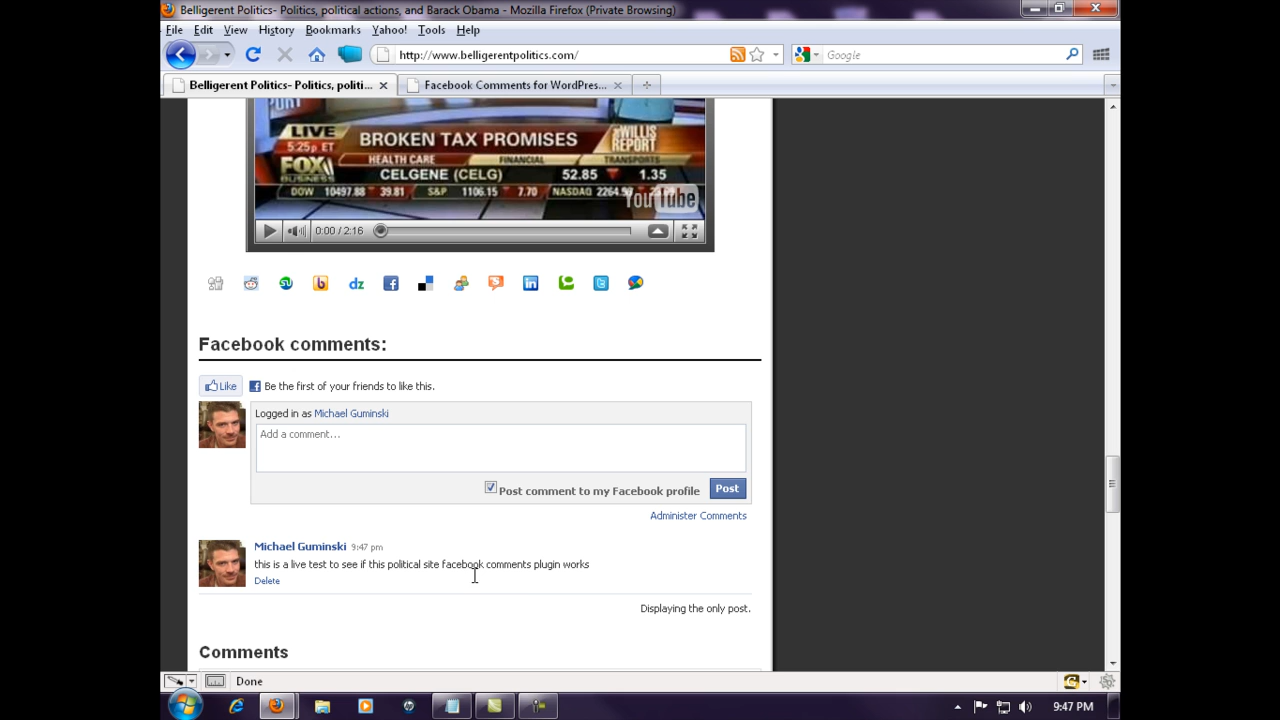 Belligerent Politics- Politics, political actions, and Barack Obama - Mozilla Firefox (Private Browsing)
File Edit View History Bookmarks Yahoo! Tools Help
http://www.belligerentpolitics.com/ Google
Belligerent Politics- Politics, politi... Facebook Comments for WordPres...
LIVE
5:25p ET BROKEN TAX PROMISES WILLIS REPORT
HEALTH CARE FINANCIAL TRANSPORTS
FOX BUSINESS CELGENE (CELG) 52.85 1.35
DOW 10497.88 39.81 S&P 1106.15 7.70 NASDAQ
YouTube
0:00 / 2:16
Facebook comments:
Like Be the first of your friends to like this.
Logged in as Michael Guminski
Add a comment...
Post comment to my Facebook profile Post
Administer Comments
Michael Guminski 9:47 pm
this is a live test to see if this political site facebook comments plugin works
Delete
Displaying the only post.
Comments
Done
9:47 PM